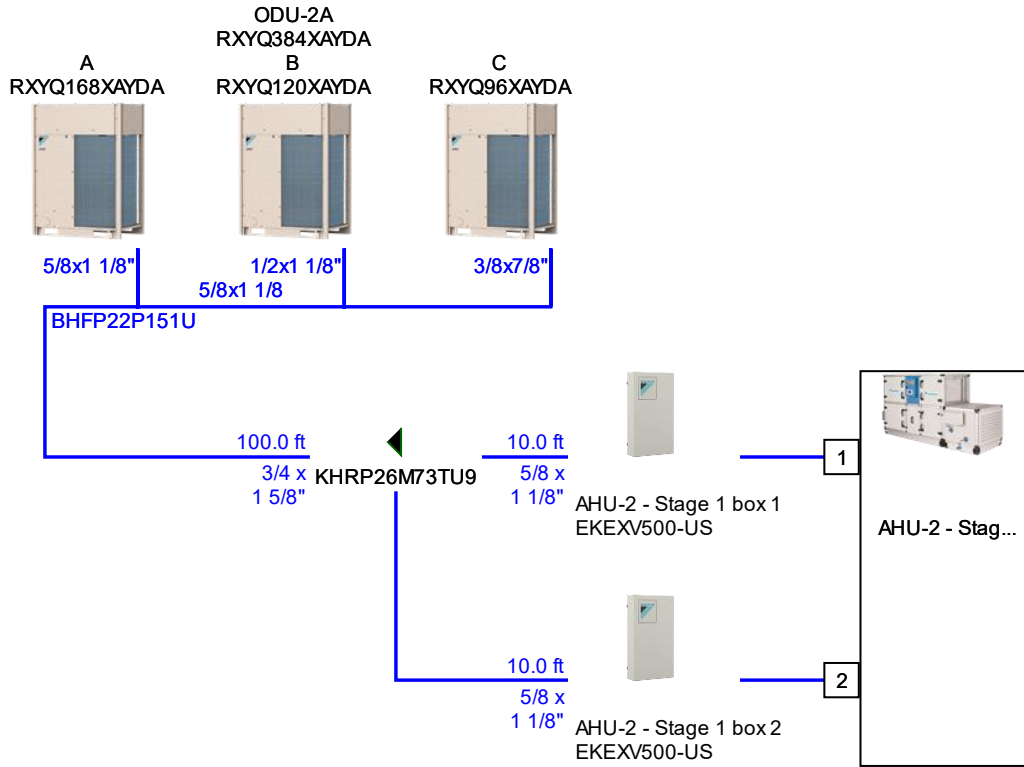 ODU-2A
RXYQ384XAYDA
A
B
C
RXYQ168XAYDA
RXYQ120XAYDA
RXYQ96XAYDA
5/8x1 1/8"
1/2x1 1/8"
3/8x7/8"
5/8x1 1/8
BHFP22P151U
100.0 ft
3/4 x
1 5/8"
KHRP26M73TU9
10.0 ft
5/8 x
1 1/8"
AHU-2 - Stage 1 box 1
EKEXV500-US
1
AHU-2 - Stag...
10.0 ft
5/8 x
1 1/8"
AHU-2 - Stage 1 box 2
EKEXV500-US
2